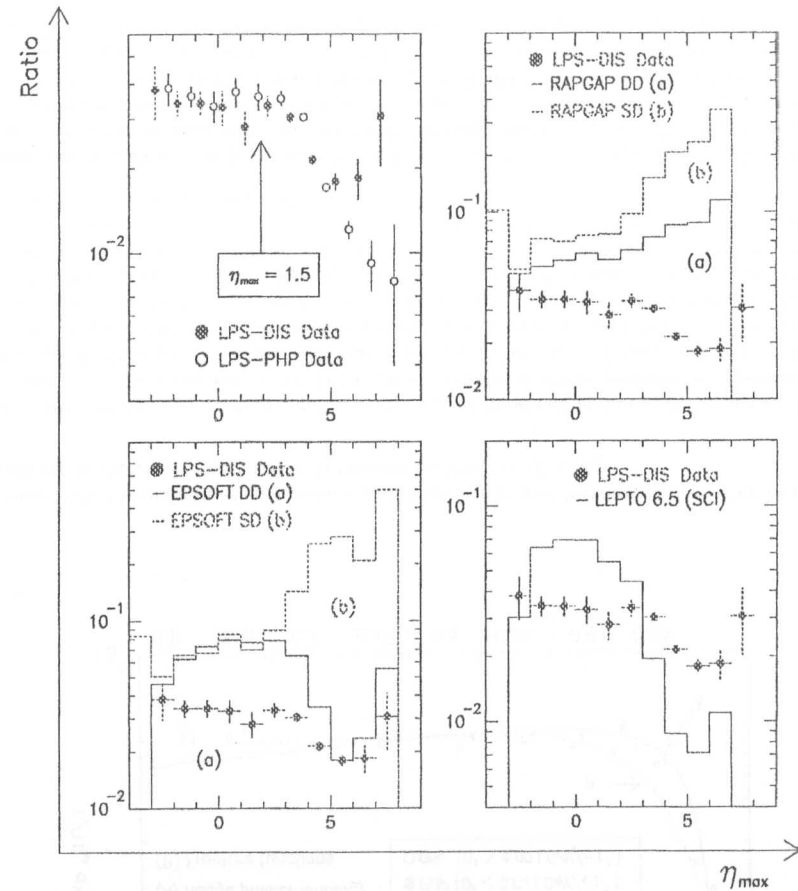 Ratio
10⁻²
η_max = 1.5
LPS-DIS Data
LPS-PHP Data
0 5
LPS-DIS Data
RAPGAP DD (a)
RAPGAP SD (b)
(b)
(a)
10⁻¹
10⁻²
0 5
LPS-DIS Data
EPSOFT DD (a)
EPSOFT SD (b)
(b)
(a)
10⁻¹
10⁻²
0 5
LPS-DIS Data
LEPTO 6.5 (SCI)
10⁻¹
10⁻²
0 5
η_max